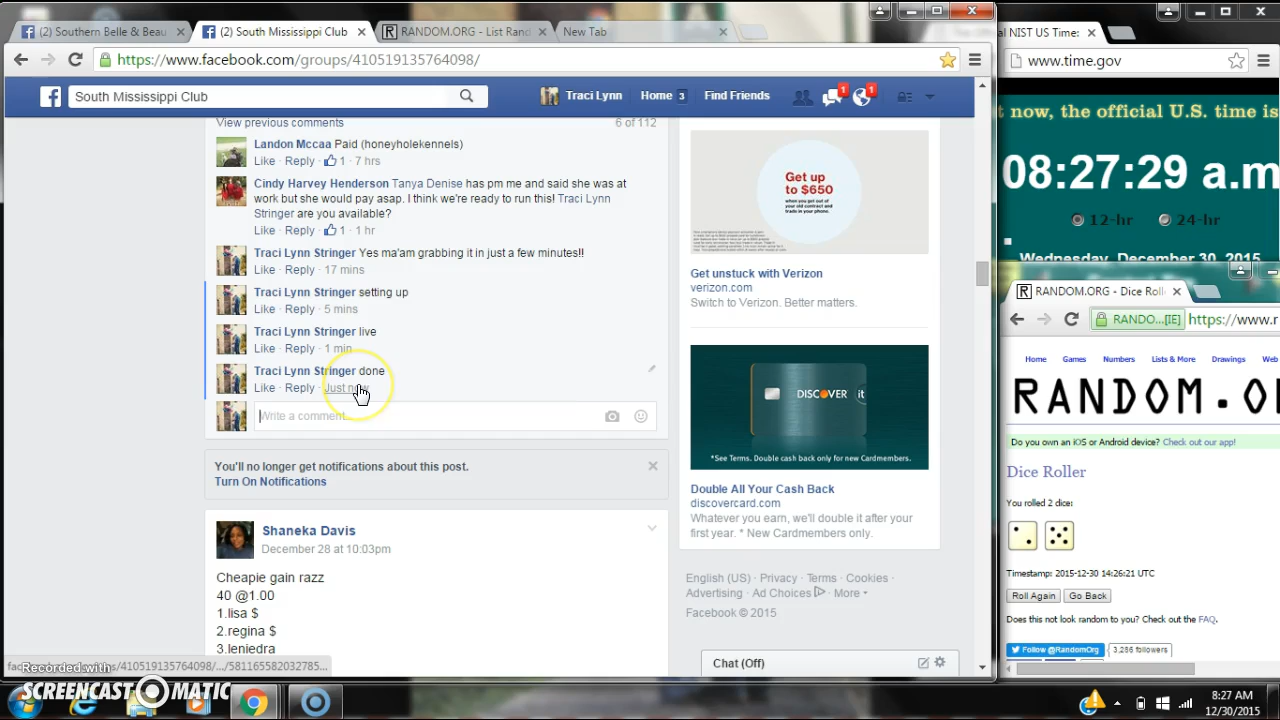 (2) Southern Belle & Beau
(2) South Mississippi Club
RANDOM.ORG - List Rand
New Tab
NIST US Time:
https://www.facebook.com/groups/410519135764098/
www.time.gov
South Mississippi Club
Traci Lynn
Home 3
Find Friends
1
1
t now, the official U.S. time is
08:27:29 a.m
12-hr
24-hr
Wednesday, December 30, 2015
View previous comments
6 of 112
Landon Mccaa Paid (honeyholekennels)
Like · Reply · 1 · 7 hrs
Cindy Harvey Henderson Tanya Denise has pm me and said she was at
work but she would pay asap. I think we're ready to run this! Traci Lynn
Stringer are you available?
Like · Reply · 1 · 1 hr
Traci Lynn Stringer Yes ma'am grabbing it in just a few minutes!!
Like · Reply · 17 mins
Traci Lynn Stringer setting up
Like · Reply · 5 mins
Traci Lynn Stringer live
Like · Reply · 1 min
Traci Lynn Stringer done
Like · Reply · Just now
Write a comment...
You'll no longer get notifications about this post.
Turn On Notifications
Shaneka Davis
December 28 at 10:03pm
Cheapie gain razz
40 @1.00
1.lisa $
2.regina $
3.leniedra
Get up
to $650
when you get out of
your old contract and
trade in your phone.
Get unstuck with Verizon
verizon.com
Switch to Verizon. Better matters.
DISCOVER it
*See Terms. Double cash back only for new Cardmembers only.
Double All Your Cash Back
discovercard.com
Whatever you earn, we'll double it after your
first year. * New Cardmembers only.
English (US) · Privacy · Terms · Cookies ·
Advertising · Ad Choices · More
Facebook © 2015
Chat (Off)
RANDOM.ORG - Dice Roll
RANDO...[IE]
https://www.r
Home
Games
Numbers
Lists & More
Drawings
Web
RANDOM.O
Do you own an iOS or Android device? Check out our app!
Dice Roller
You rolled 2 dice:
Timestamp: 2015-12-30 14:26:21 UTC
Roll Again
Go Back
Does this not look random to you? Check out the FAQ.
Follow @RandomOrg
3,286 followers
410519135764098/.../581165582032785...
Recorded with
SCREENCAST MATIC
8:27 AM
12/30/2015